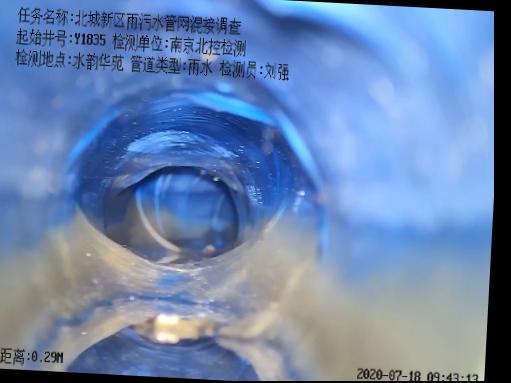 任务名称:北城新区雨污水管网混接调查
起始井号:Y1835 检测单位:南京北控检测
检测地点:水韵华苑 管道类型:雨水 检测员:刘强
距离:0.29M
2020-07-18 09:43:13